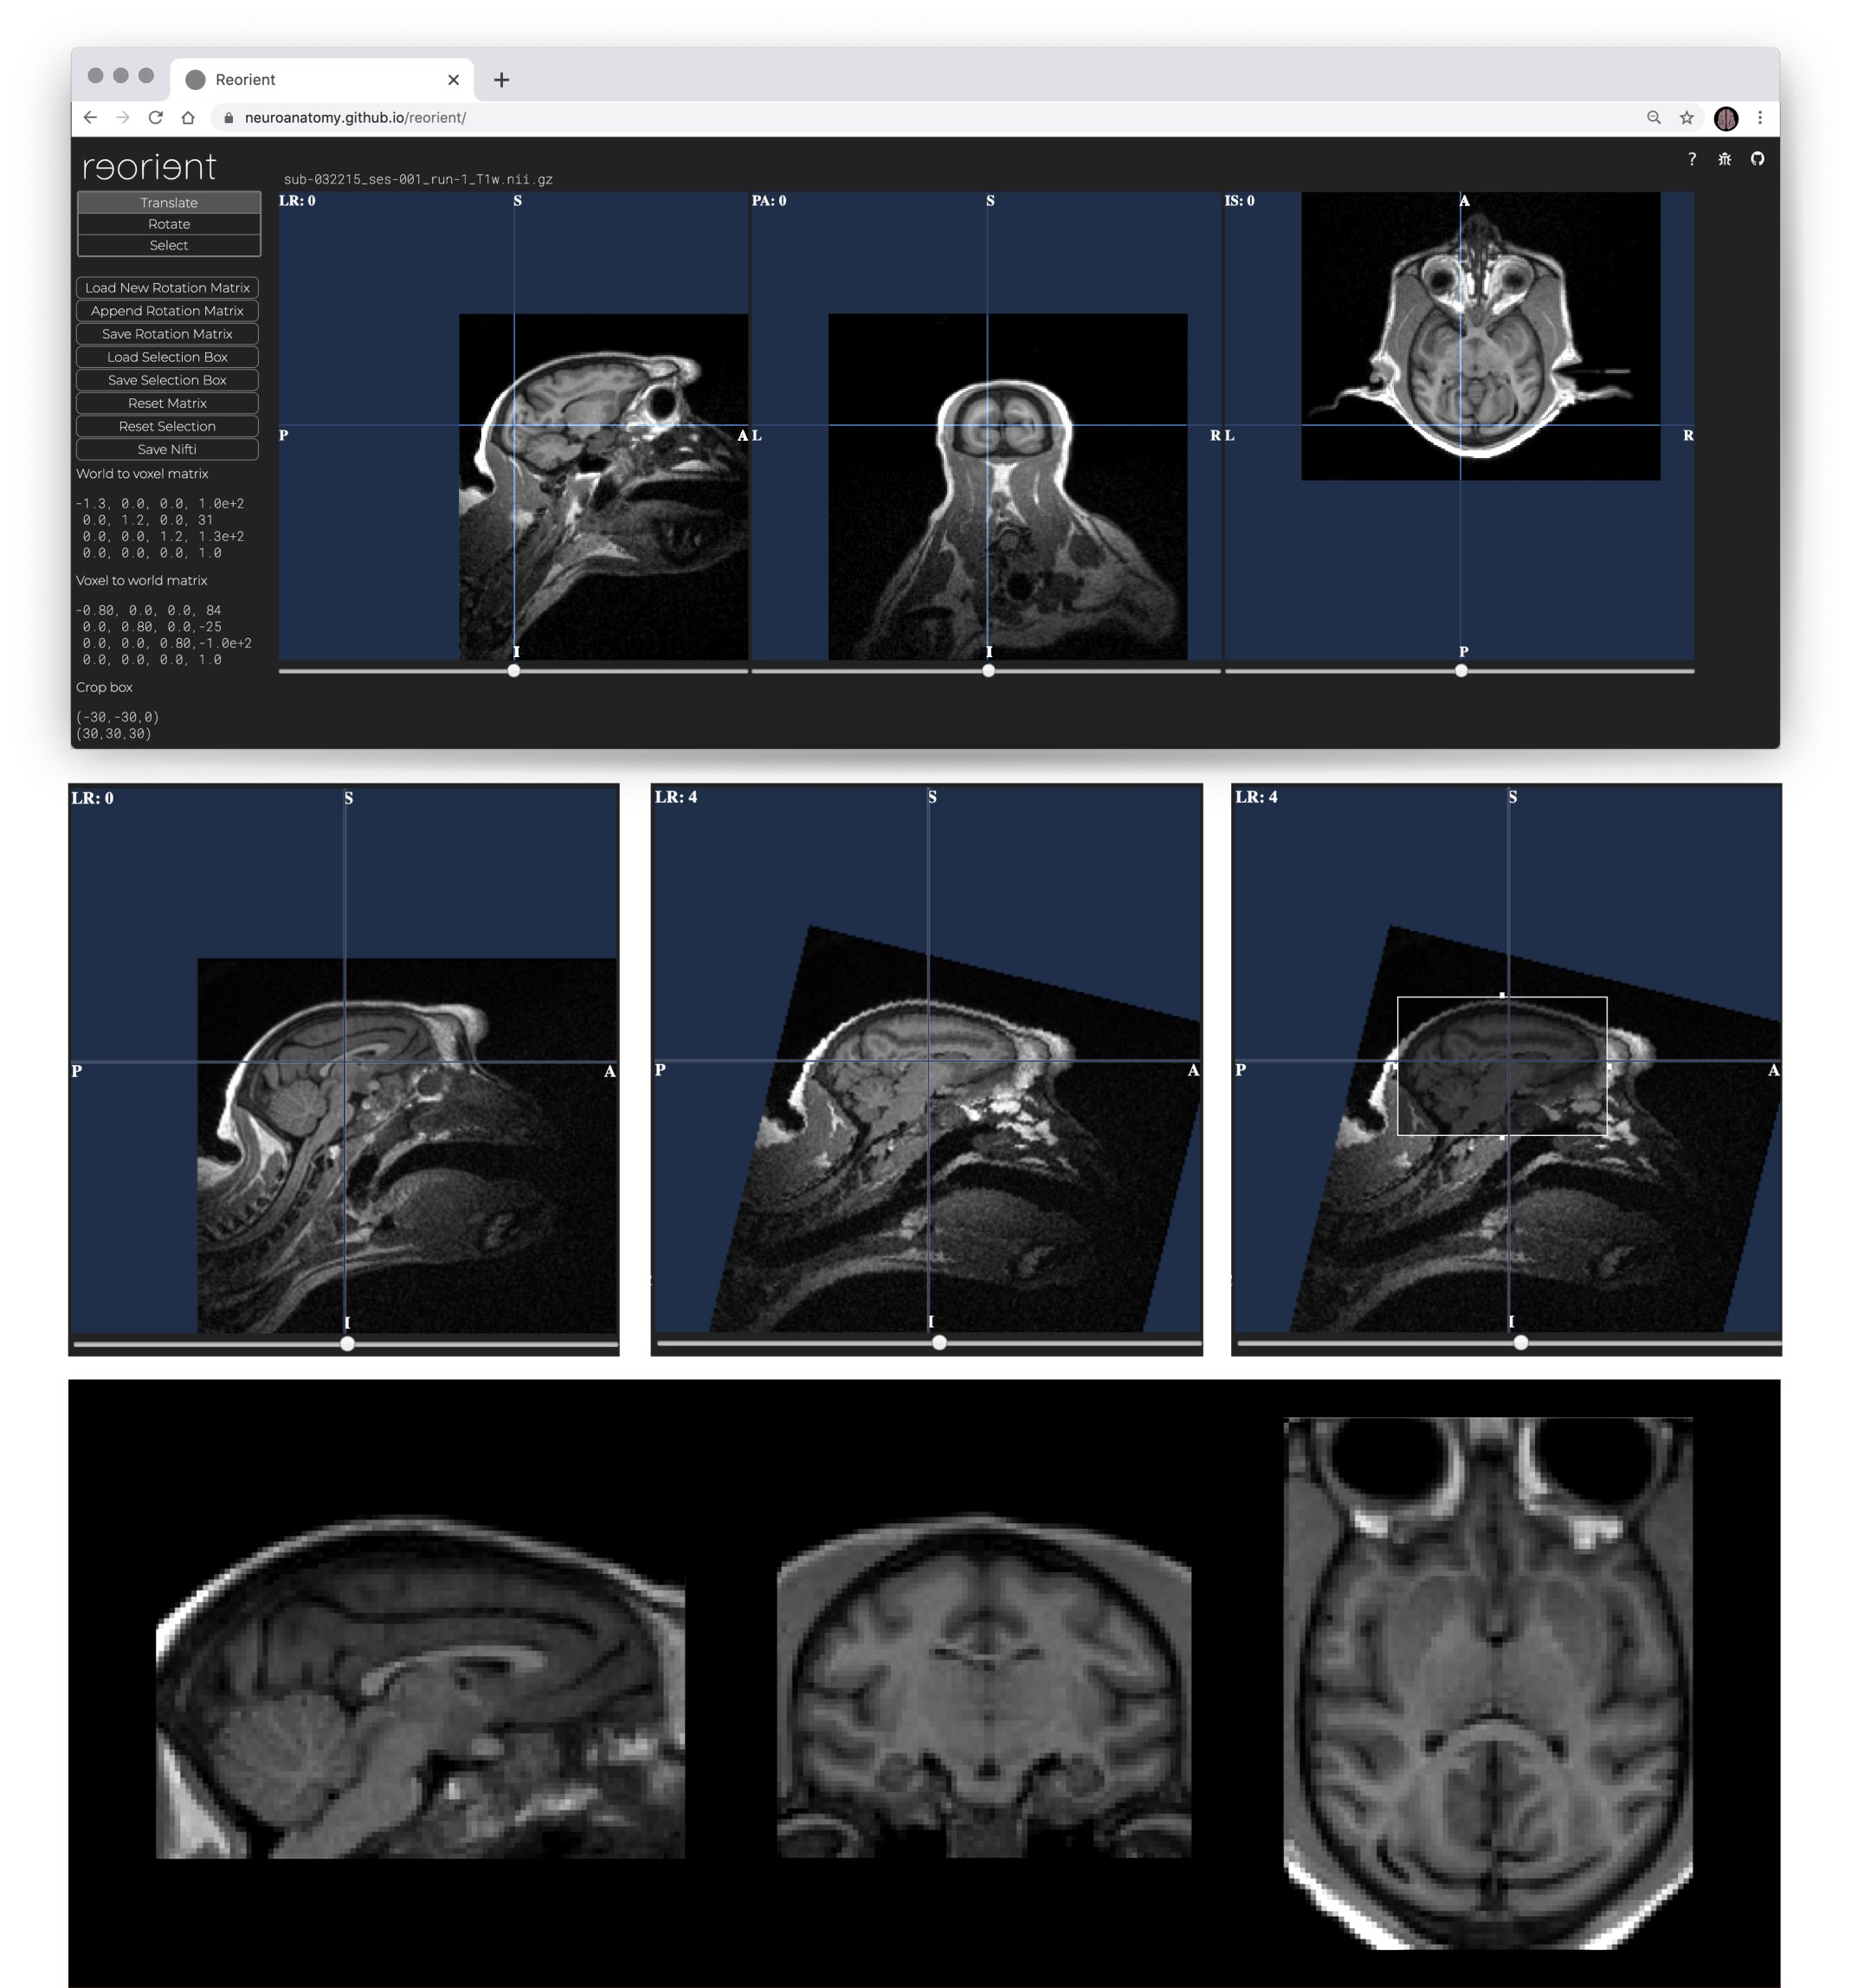 Reorient
neuroanatomy.github.io/reorient/
reorient
sub-032215_ses-001_run-1_T1w.nii.gz
Translate
Rotate
Select
Load New Rotation Matrix
Append Rotation Matrix
Save Rotation Matrix
Load Selection Box
Save Selection Box
Reset Matrix
Reset Selection
Save Nifti
World to voxel matrix
-1.3, 0.0, 0.0, 1.0e+2
0.0, 1.2, 0.0, 31
0.0, 0.0, 1.2, 1.3e+2
0.0, 0.0, 0.0, 1.0
Voxel to world matrix
-0.80, 0.0, 0.0, 84
0.0, 0.80, 0.0,-25
0.0, 0.0, 0.80,-1.0e+2
0.0, 0.0, 0.0, 1.0
Crop box
(-30,-30,0)
(30,30,30)
LR: 0 S
P A
I
PA: 0 S
L R
I
IS: 0 A
L R
P
?
LR: 0 S
P A
I
LR: 4 S
P A
I
LR: 4 S
P A
I